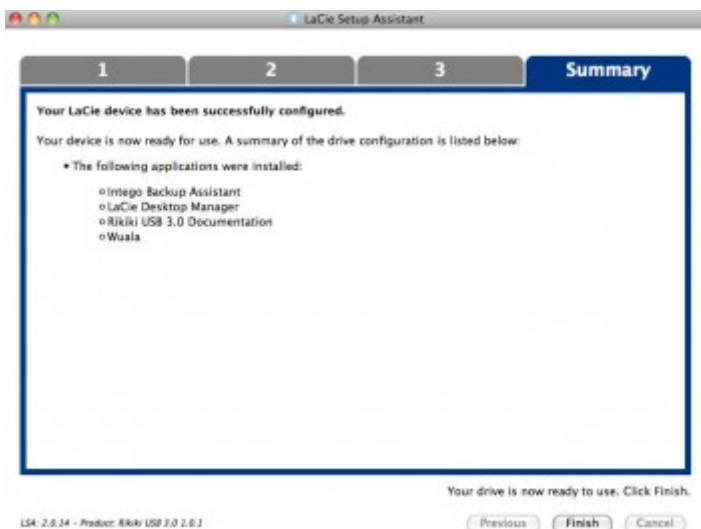 LaCie Setup Assistant
1 2 3 Summary
Your LaCie device has been successfully configured.
Your device is now ready for use. A summary of the drive configuration is listed below:
• The following applications were installed:
o Intego Backup Assistant
o LaCie Desktop Manager
o Rikiki USB 3.0 Documentation
o Wuala
Your drive is now ready to use. Click Finish.
LSA: 2.0.14 - Product: Rikiki USB 3.0 1.0.1
Previous Finish Cancel